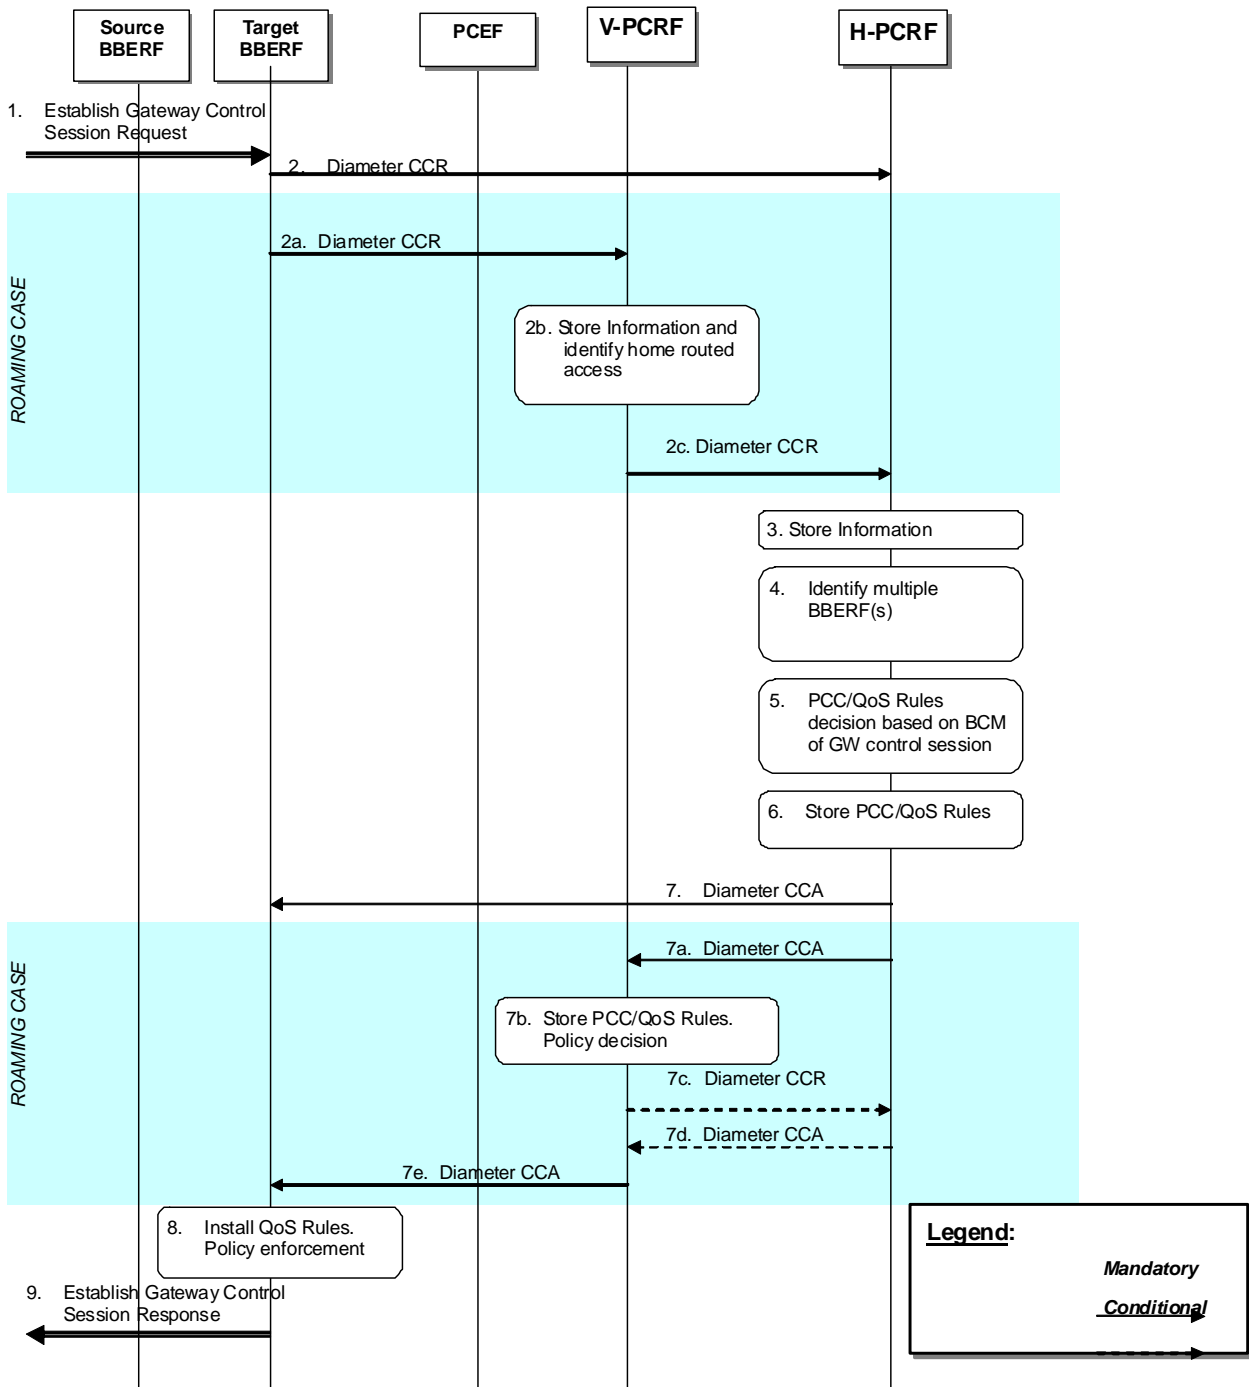 Source
BBERF
Target
BBERF
PCEF
V-PCRF
H-PCRF
1. Establish Gateway Control
Session Request
2. Diameter CCR
ROAMING CASE
2a. Diameter CCR
2b. Store Information and
identify home routed
access
2c. Diameter CCR
3. Store Information
4. Identify multiple
BBERF(s)
5. PCC/QoS Rules
decision based on BCM
of GW control session
6. Store PCC/QoS Rules
7. Diameter CCA
ROAMING CASE
7a. Diameter CCA
7b. Store PCC/QoS Rules.
Policy decision
7c. Diameter CCR
7d. Diameter CCA
7e. Diameter CCA
8. Install QoS Rules.
Policy enforcement
9. Establish Gateway Control
Session Response
Legend:
Mandatory
Conditional